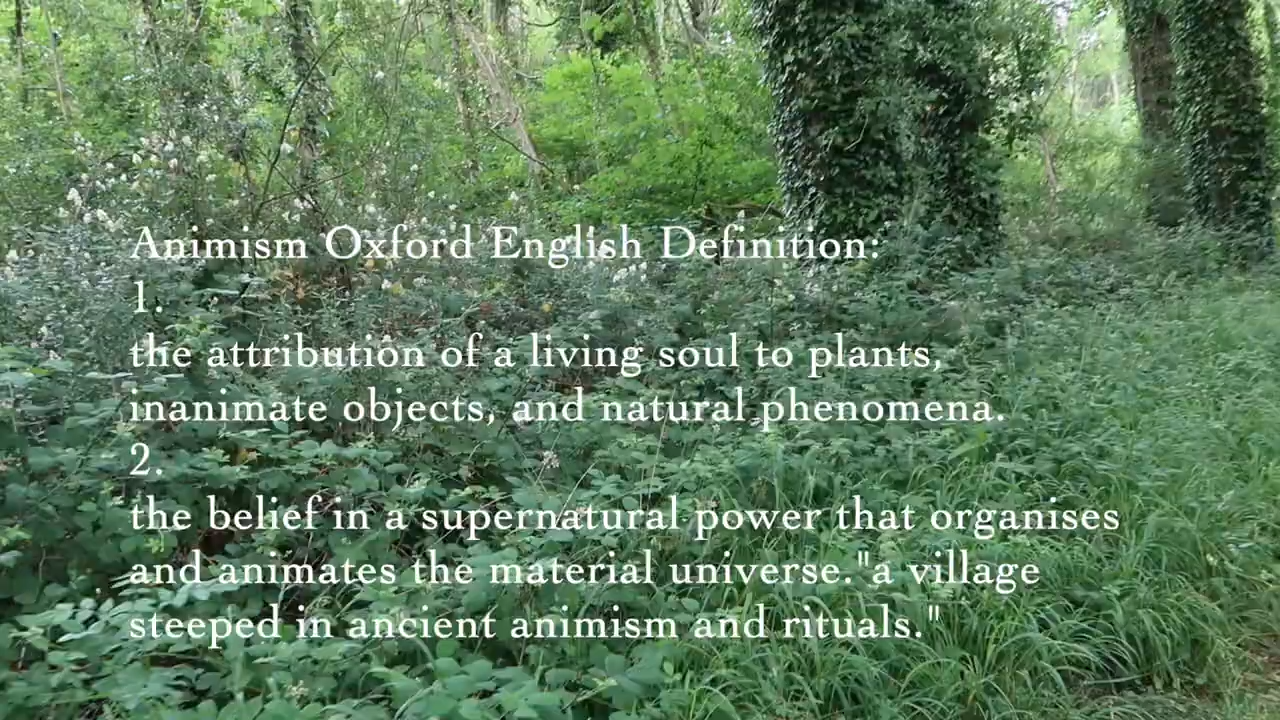 Animism Oxford English Definition:
1.
the attribution of a living soul to plants,
inanimate objects, and natural phenomena.
2.
the belief in a supernatural power that organises
and animates the material universe."a village
steeped in ancient animism and rituals."